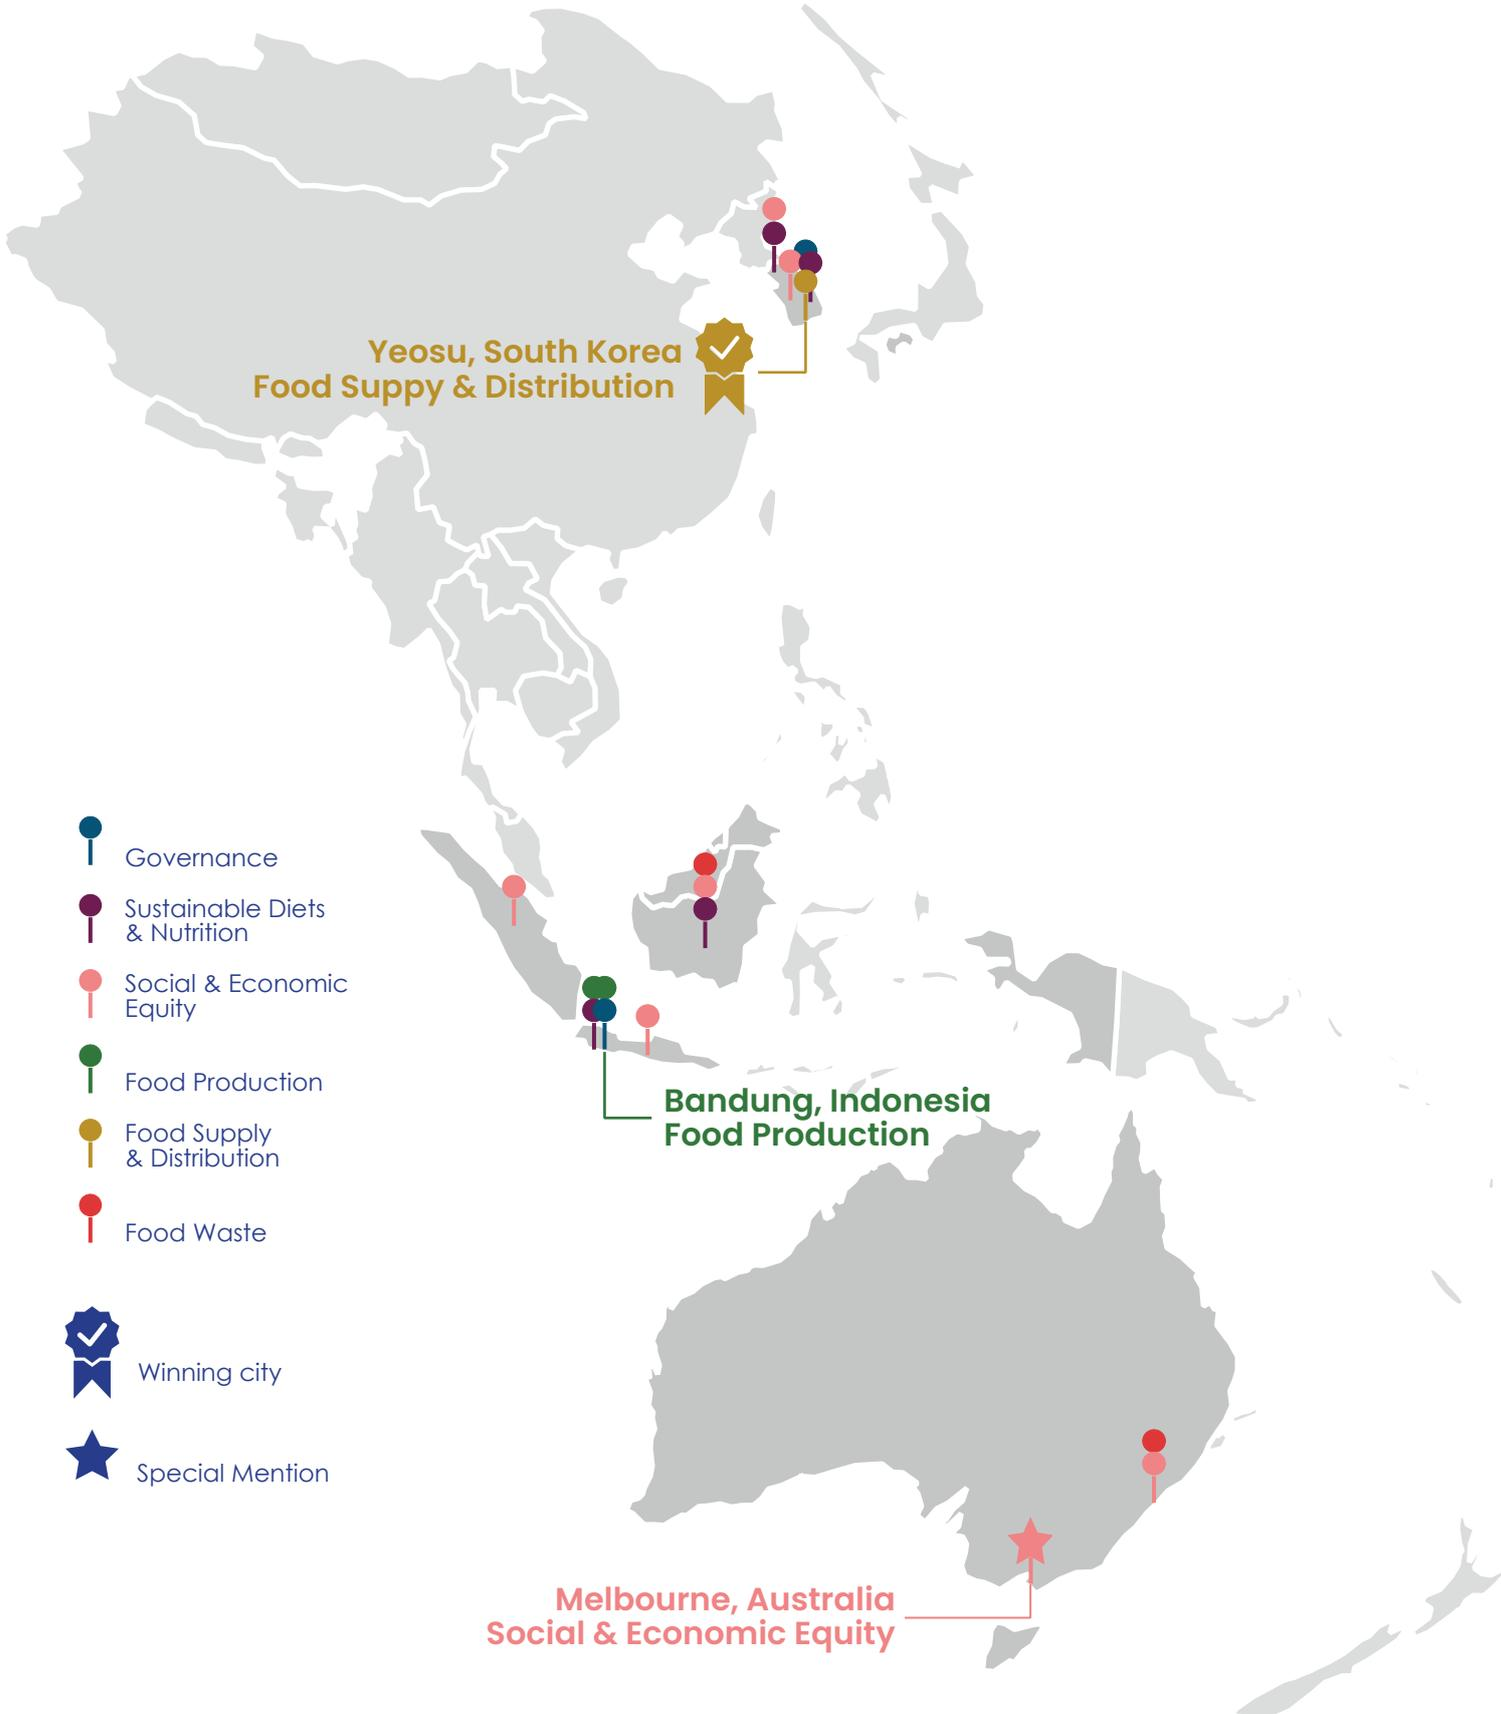 Yeosu, South Korea
Food Suppy & Distribution
Governance
Sustainable Diets
& Nutrition
Social & Economic
Equity
Food Production
Food Supply
& Distribution
Food Waste
Winning city
Special Mention
Bandung, Indonesia
Food Production
Melbourne, Australia
Social & Economic Equity